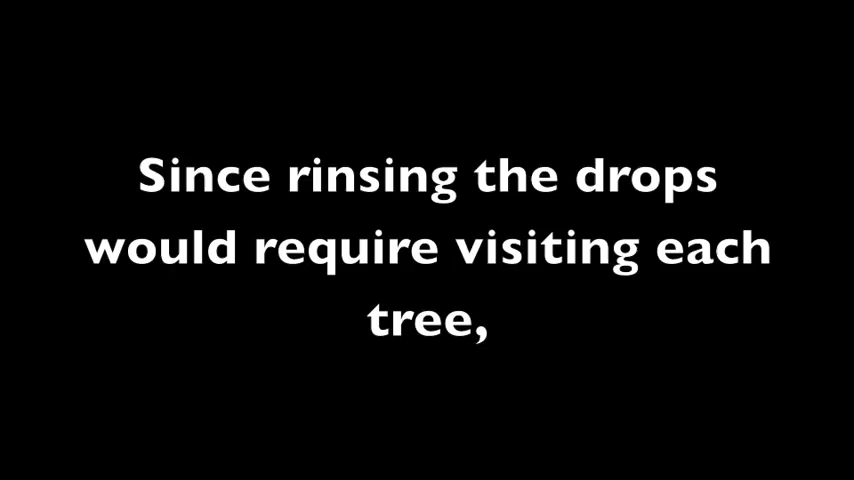 Since rinsing the drops
would require visiting each
tree,